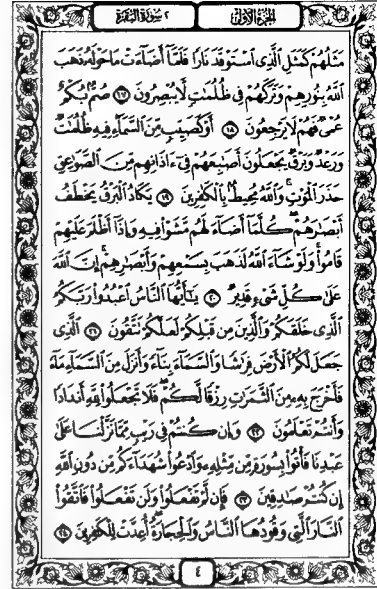 الجزء الأول
٢ سورة البقرة
مَثَلُهُمْ كَمَثَلِ الَّذِي اسْتَوْقَدَ نَارًا فَلَمَّا أَضَاءَتْ مَا حَوْلَهُ ذَهَبَ
اللَّهُ بِنُورِهِمْ وَتَرَكَهُمْ فِي ظُلُمَاتٍ لَا يُبْصِرُونَ ١٧ صُمٌّ بُكْمٌ
عُمْيٌ فَهُمْ لَا يَرْجِعُونَ ١٨ أَوْ كَصَيِّبٍ مِنَ السَّمَاءِ فِيهِ ظُلُمَاتٌ
وَرَعْدٌ وَبَرْقٌ يَجْعَلُونَ أَصَابِعَهُمْ فِي آذَانِهِمْ مِنَ الصَّوَاعِقِ
حَذَرَ الْمَوْتِ وَاللَّهُ مُحِيطٌ بِالْكَافِرِينَ ١٩ يَكَادُ الْبَرْقُ يَخْطَفُ
أَبْصَارَهُمْ كُلَّمَا أَضَاءَ لَهُمْ مَشَوْا فِيهِ وَإِذَا أَظْلَمَ عَلَيْهِمْ
قَامُوا وَلَوْ شَاءَ اللَّهُ لَذَهَبَ بِسَمْعِهِمْ وَأَبْصَارِهِمْ إِنَّ اللَّهَ
عَلَى كُلِّ شَيْءٍ قَدِيرٌ ٢٠ يَا أَيُّهَا النَّاسُ اعْبُدُوا رَبَّكُمُ
الَّذِي خَلَقَكُمْ وَالَّذِينَ مِنْ قَبْلِكُمْ لَعَلَّكُمْ تَتَّقُونَ ٢١ الَّذِي
جَعَلَ لَكُمُ الْأَرْضَ فِرَاشًا وَالسَّمَاءَ بِنَاءً وَأَنْزَلَ مِنَ السَّمَاءِ مَاءً
فَأَخْرَجَ بِهِ مِنَ الثَّمَرَاتِ رِزْقًا لَكُمْ فَلَا تَجْعَلُوا لِلَّهِ أَنْدَادًا
وَأَنْتُمْ تَعْلَمُونَ ٢٢ وَإِنْ كُنْتُمْ فِي رَيْبٍ مِمَّا نَزَّلْنَا عَلَى
عَبْدِنَا فَأْتُوا بِسُورَةٍ مِنْ مِثْلِهِ وَادْعُوا شُهَدَاءَكُمْ مِنْ دُونِ اللَّهِ
إِنْ كُنْتُمْ صَادِقِينَ ٢٣ فَإِنْ لَمْ تَفْعَلُوا وَلَنْ تَفْعَلُوا فَاتَّقُوا
النَّارَ الَّتِي وَقُودُهَا النَّاسُ وَالْحِجَارَةُ أُعِدَّتْ لِلْكَافِرِينَ ٢٤
٤